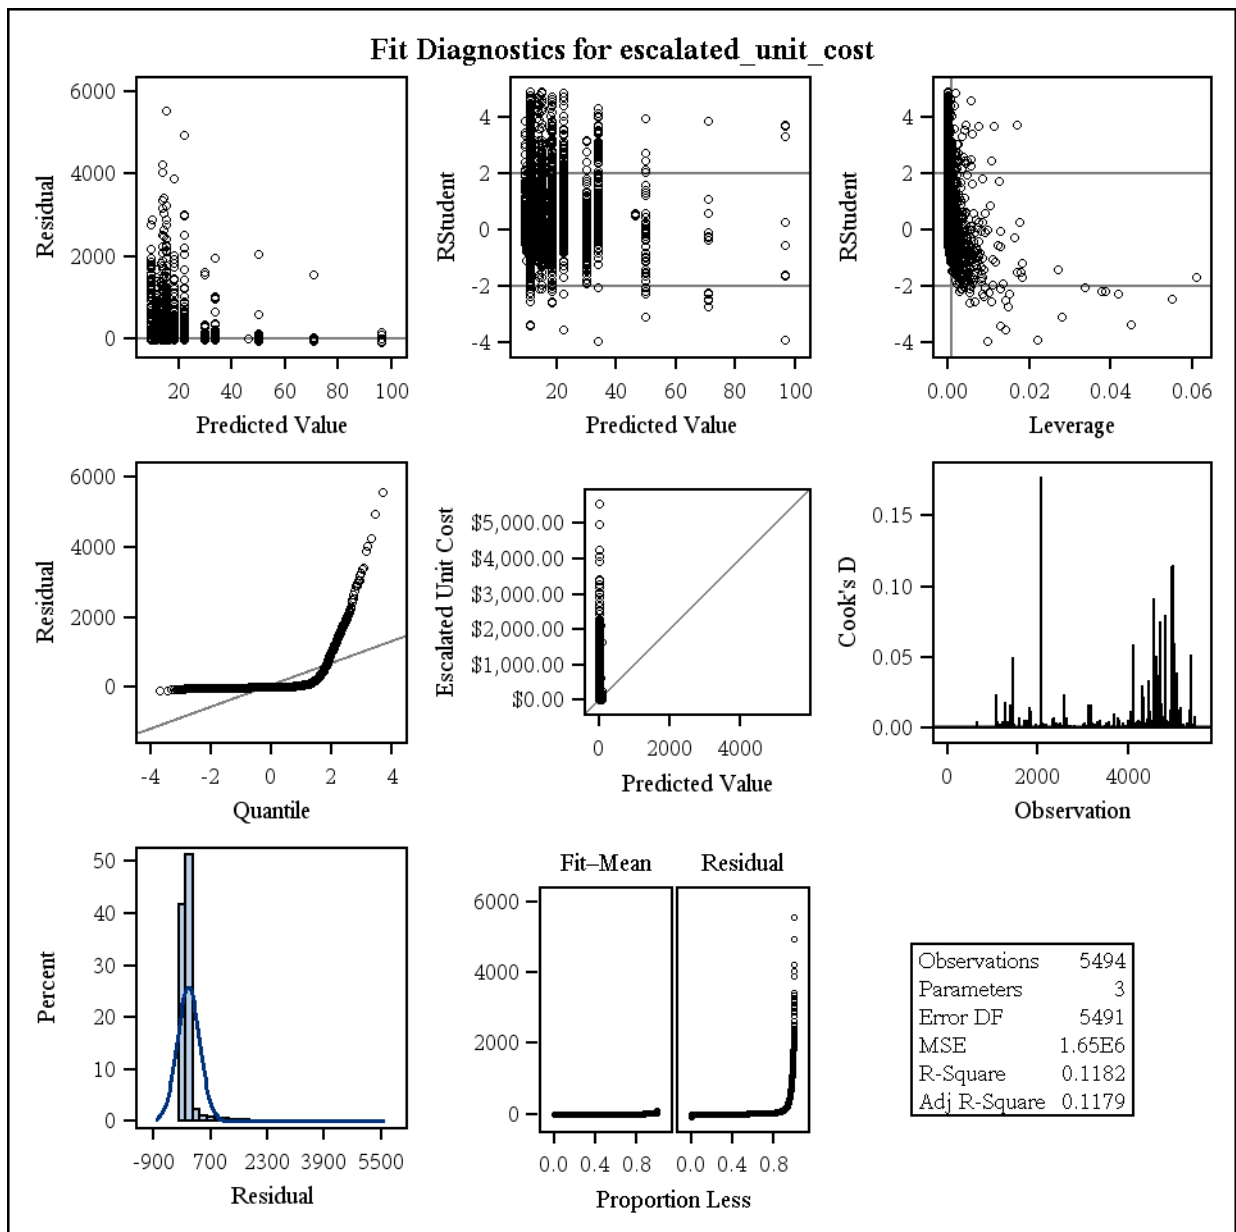 Fit Diagnostics for escalated_unit_cost
6000
4000
2000
0
Residual
20 40 60 80 100
Predicted Value
4
2
0
-2
-4
RStudent
20 40 60 80 100
Predicted Value
4
2
0
-2
-4
RStudent
0.00 0.02 0.04 0.06
Leverage
6000
4000
2000
0
Residual
-4 -2 0 2 4
Quantile
$5,000.00
$4,000.00
$3,000.00
$2,000.00
$1,000.00
$0.00
Escalated Unit Cost
0 2000 4000
Predicted Value
0.15
0.10
0.05
0.00
Cook's D
0 2000 4000
Observation
50
40
30
20
10
0
Percent
-900 700 2300 3900 5500
Residual
Fit–Mean Residual
6000
4000
2000
0
0.0 0.4 0.8 0.0 0.4 0.8
Proportion Less
Observations 5494
Parameters 3
Error DF 5491
MSE 1.65E6
R-Square 0.1182
Adj R-Square 0.1179